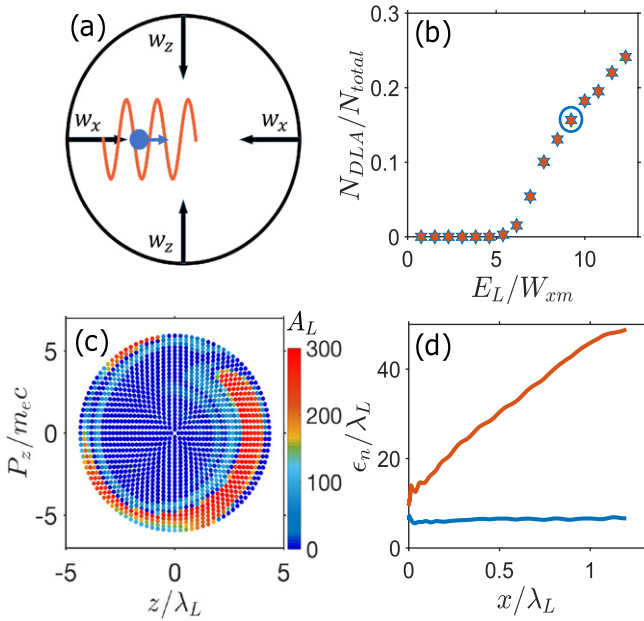 (a)
w_z
w_x
w_x
w_z
(b)
N_DLA/N_total
0.3
0.2
0.1
0
0
5
10
E_L/W_xm
(c)
A_L
P_z/m_ec
5
0
-5
-5
0
5
z/λ_L
300
200
100
0
(d)
ϵ_n/λ_L
40
20
0
0
0.5
1
x/λ_L